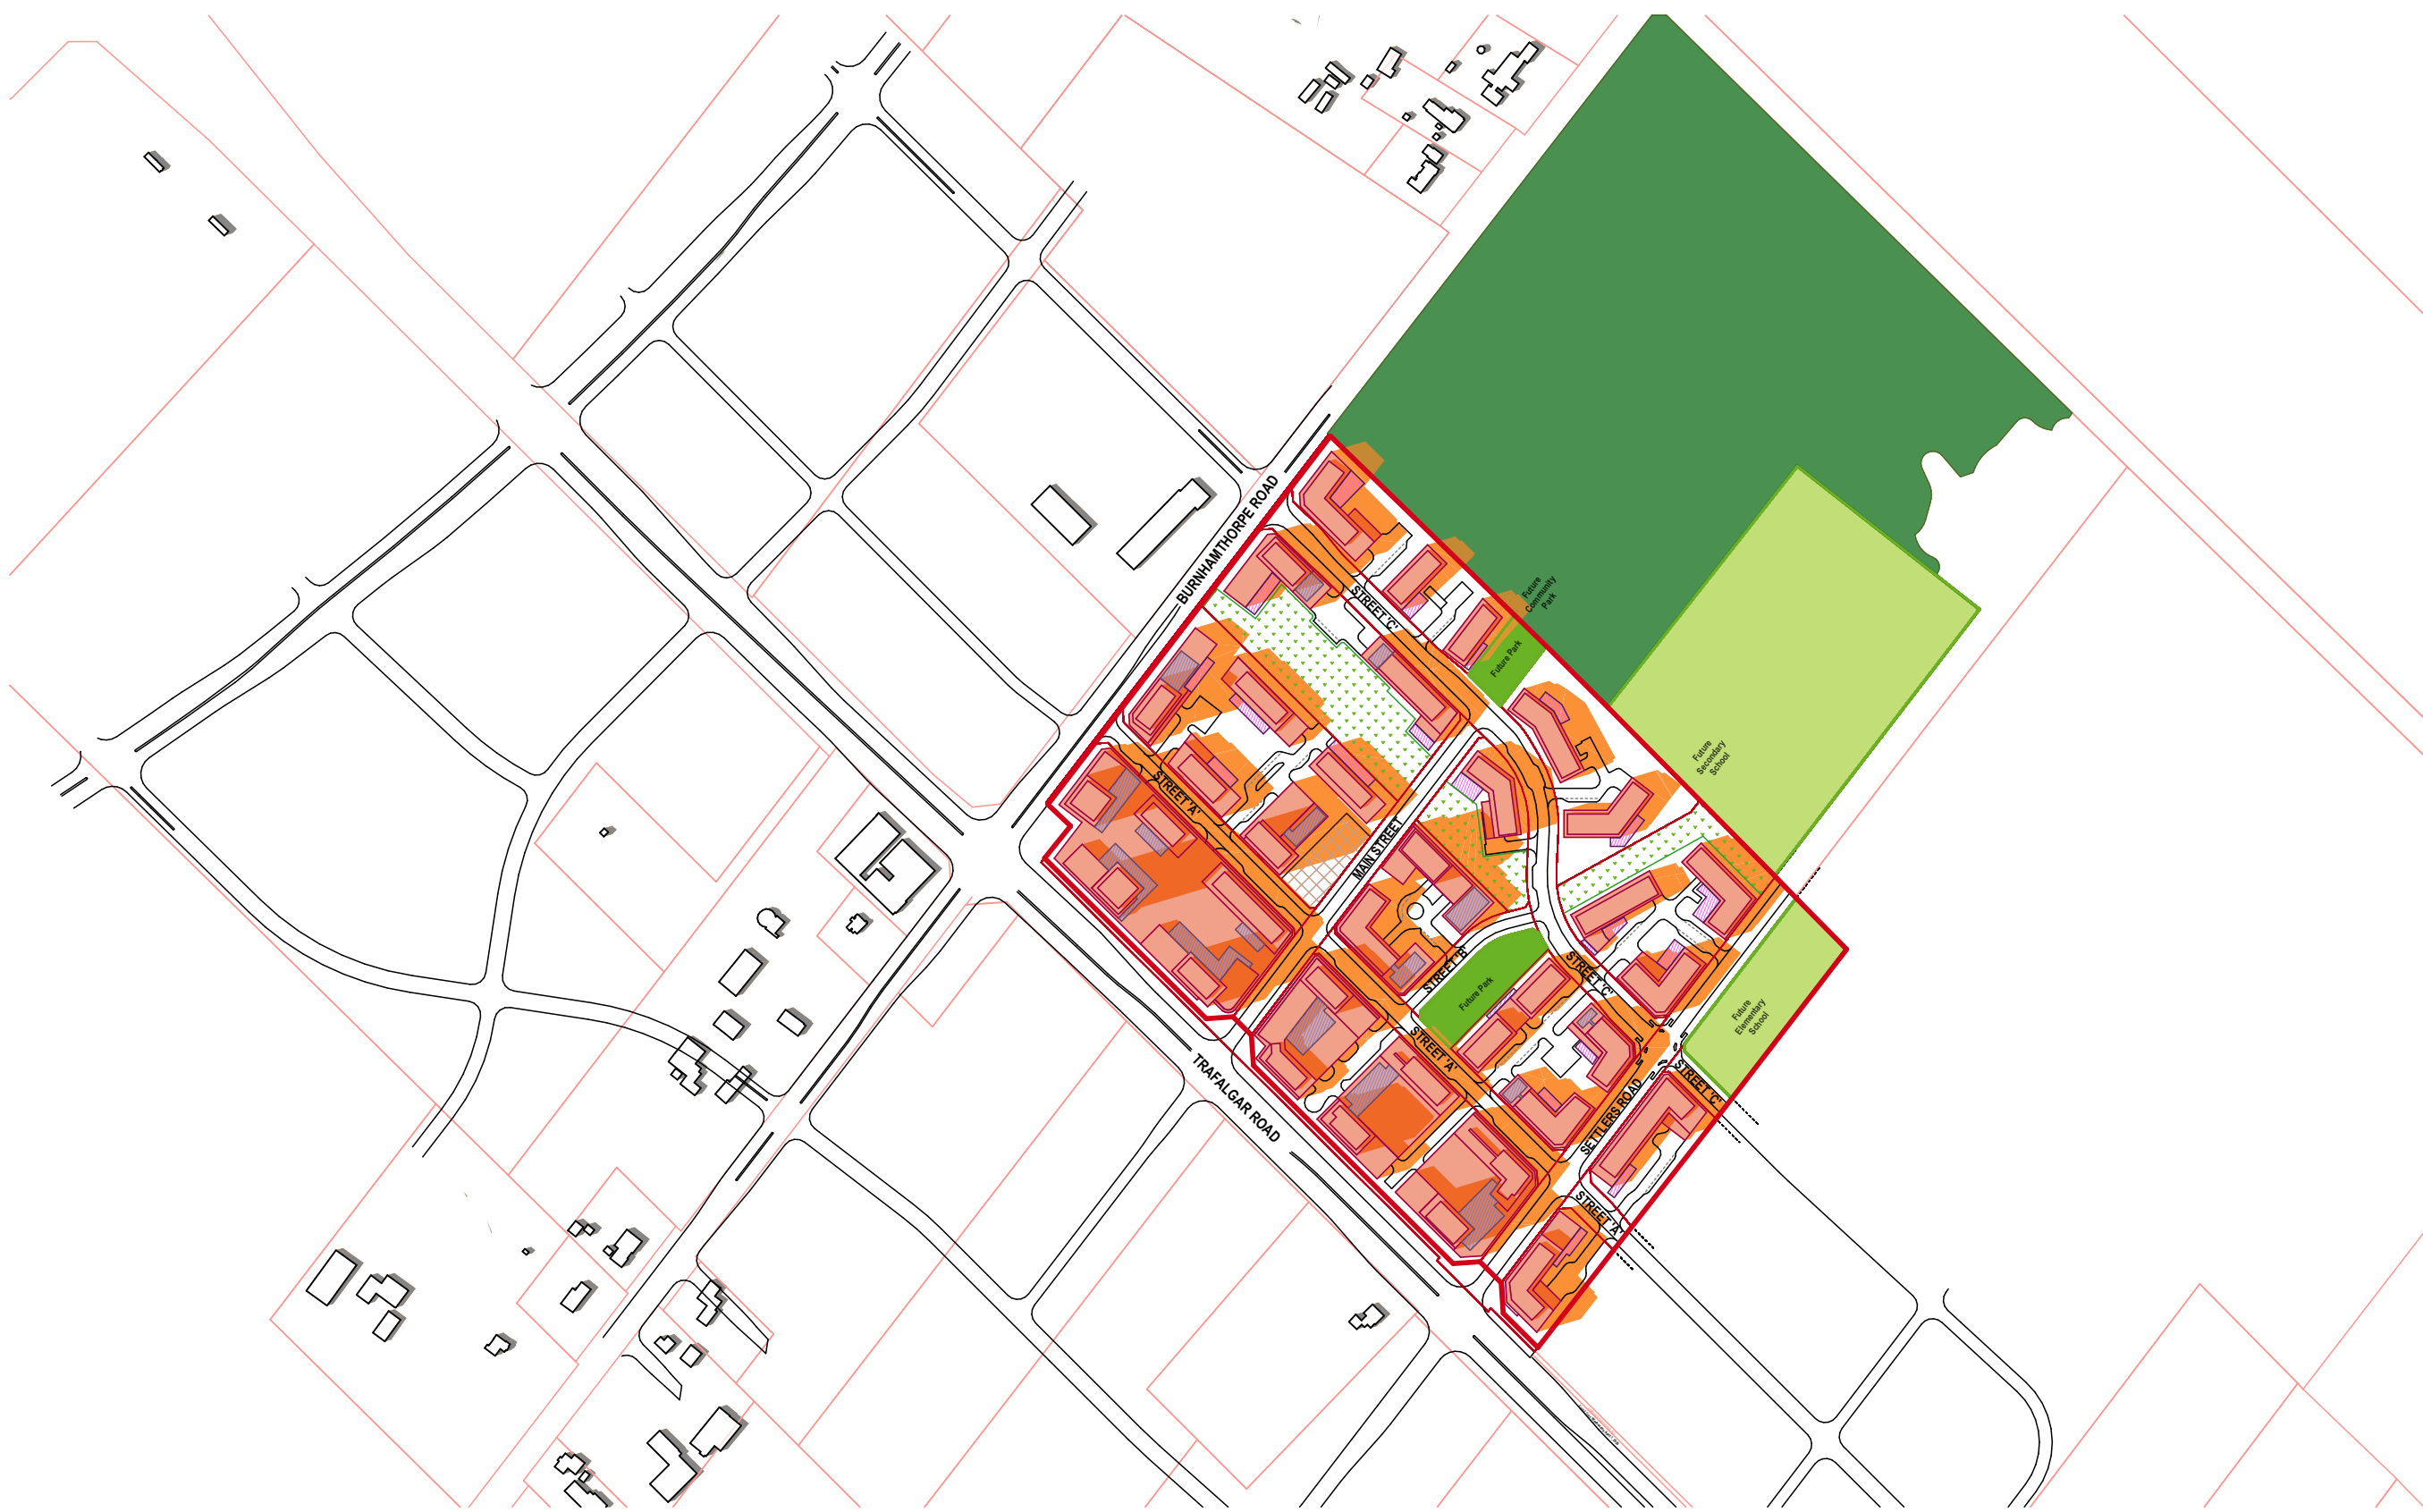 BURNHAMTHORPE ROAD
Future
Community
Park
STREET 'C'
Future Park
Future
Secondary
School
STREET 'A'
MAIN STREET
STREET 'B'
STREET 'C'
Future Park
Future
Elementary
School
STREET 'A'
STREET 'C'
TRAFALGAR ROAD
SETTLERS ROAD
STREET 'A'